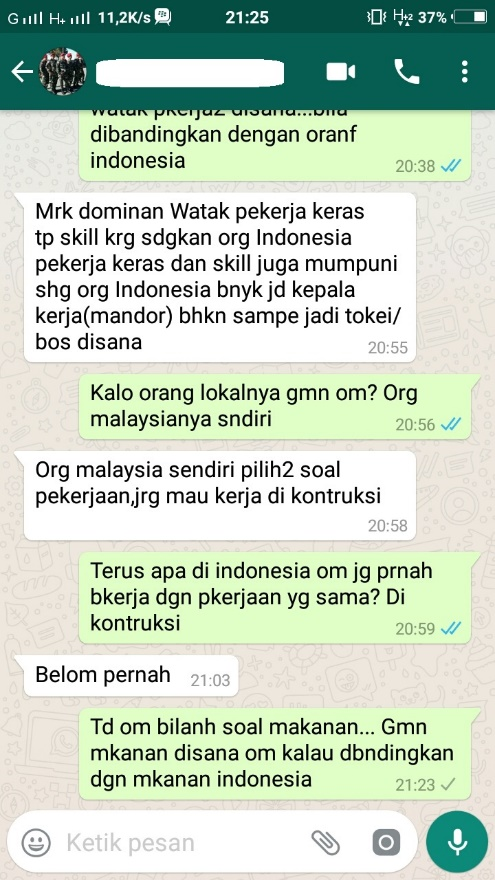 G H+ 11,2K/s 21:25 H+2 37%
dibandingkan dengan oranf
indonesia
20:38
Mrk dominan Watak pekerja keras
tp skill krg sdgkan org Indonesia
pekerja keras dan skill juga mumpuni
shg org Indonesia bnyk jd kepala
kerja(mandor) bhkn sampe jadi tokei/
bos disana
20:55
Kalo orang lokalnya gmn om? Org
malaysianya sndiri
20:56
Org malaysia sendiri pilih2 soal
pekerjaan,jrg mau kerja di kontruksi
20:58
Terus apa di indonesia om jg prnah
bkerja dgn pkerjaan yg sama? Di
kontruksi
20:59
Belom pernah
21:03
Td om bilanh soal makanan... Gmn
mkanan disana om kalau dbndingkan
dgn mkanan indonesia
21:23
Ketik pesan